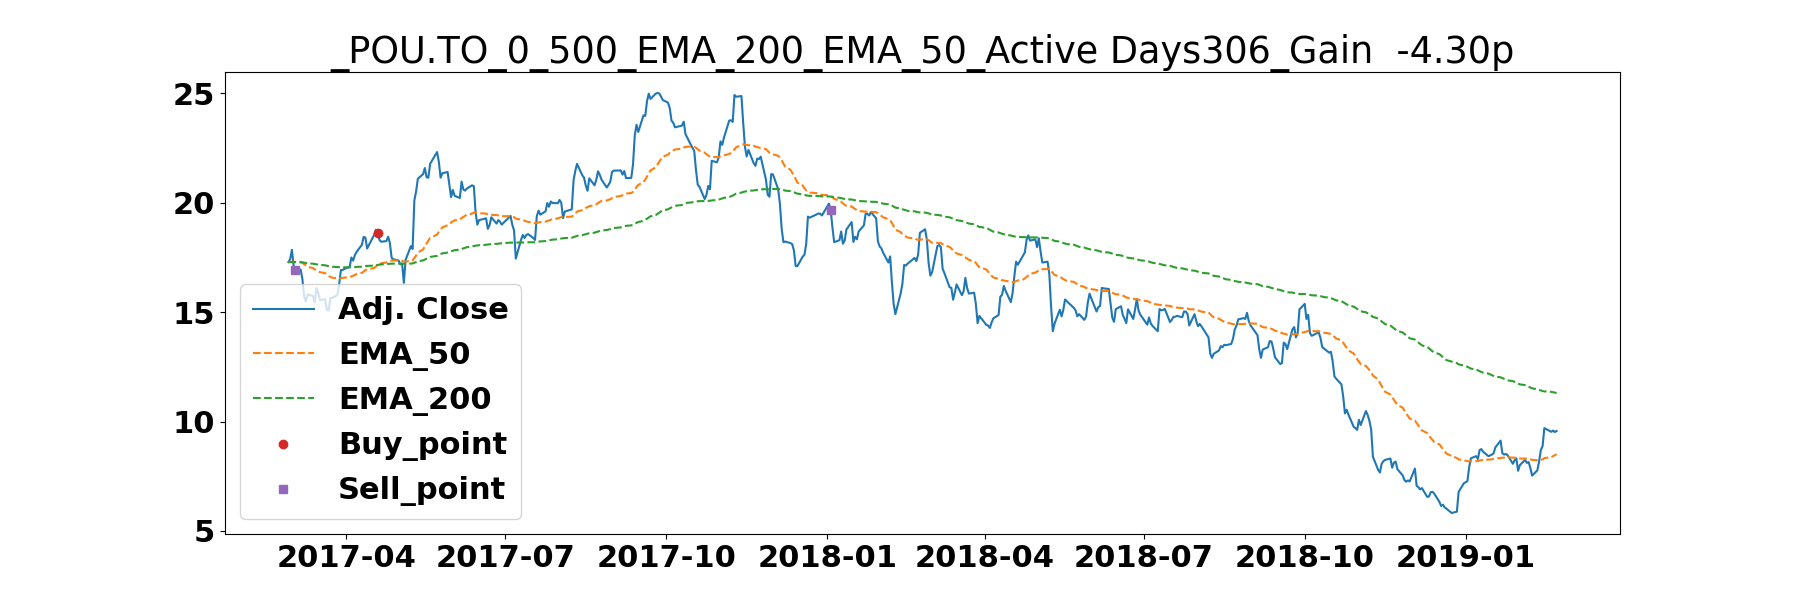 _POU.TO_0_500_EMA_200_EMA_50_Active Days306_Gain  -4.30p
25
20
15
10
5
Adj. Close
EMA_50
EMA_200
Buy_point
Sell_point
2017-04 2017-07 2017-10 2018-01 2018-04 2018-07 2018-10 2019-01